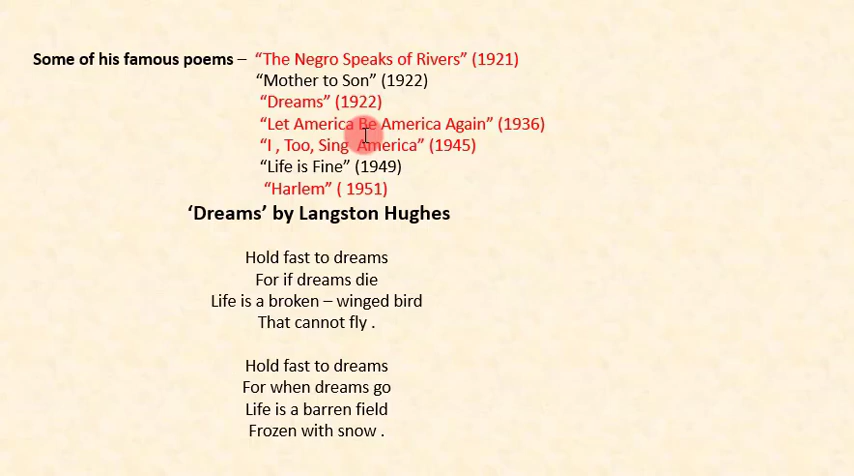 Some of his famous poems – “The Negro Speaks of Rivers” (1921)
“Mother to Son” (1922)
“Dreams” (1922)
“Let America Be America Again” (1936)
“I , Too, Sing America” (1945)
“Life is Fine” (1949)
“Harlem” ( 1951)
‘Dreams’ by Langston Hughes
Hold fast to dreams
For if dreams die
Life is a broken – winged bird
That cannot fly .
Hold fast to dreams
For when dreams go
Life is a barren field
Frozen with snow .